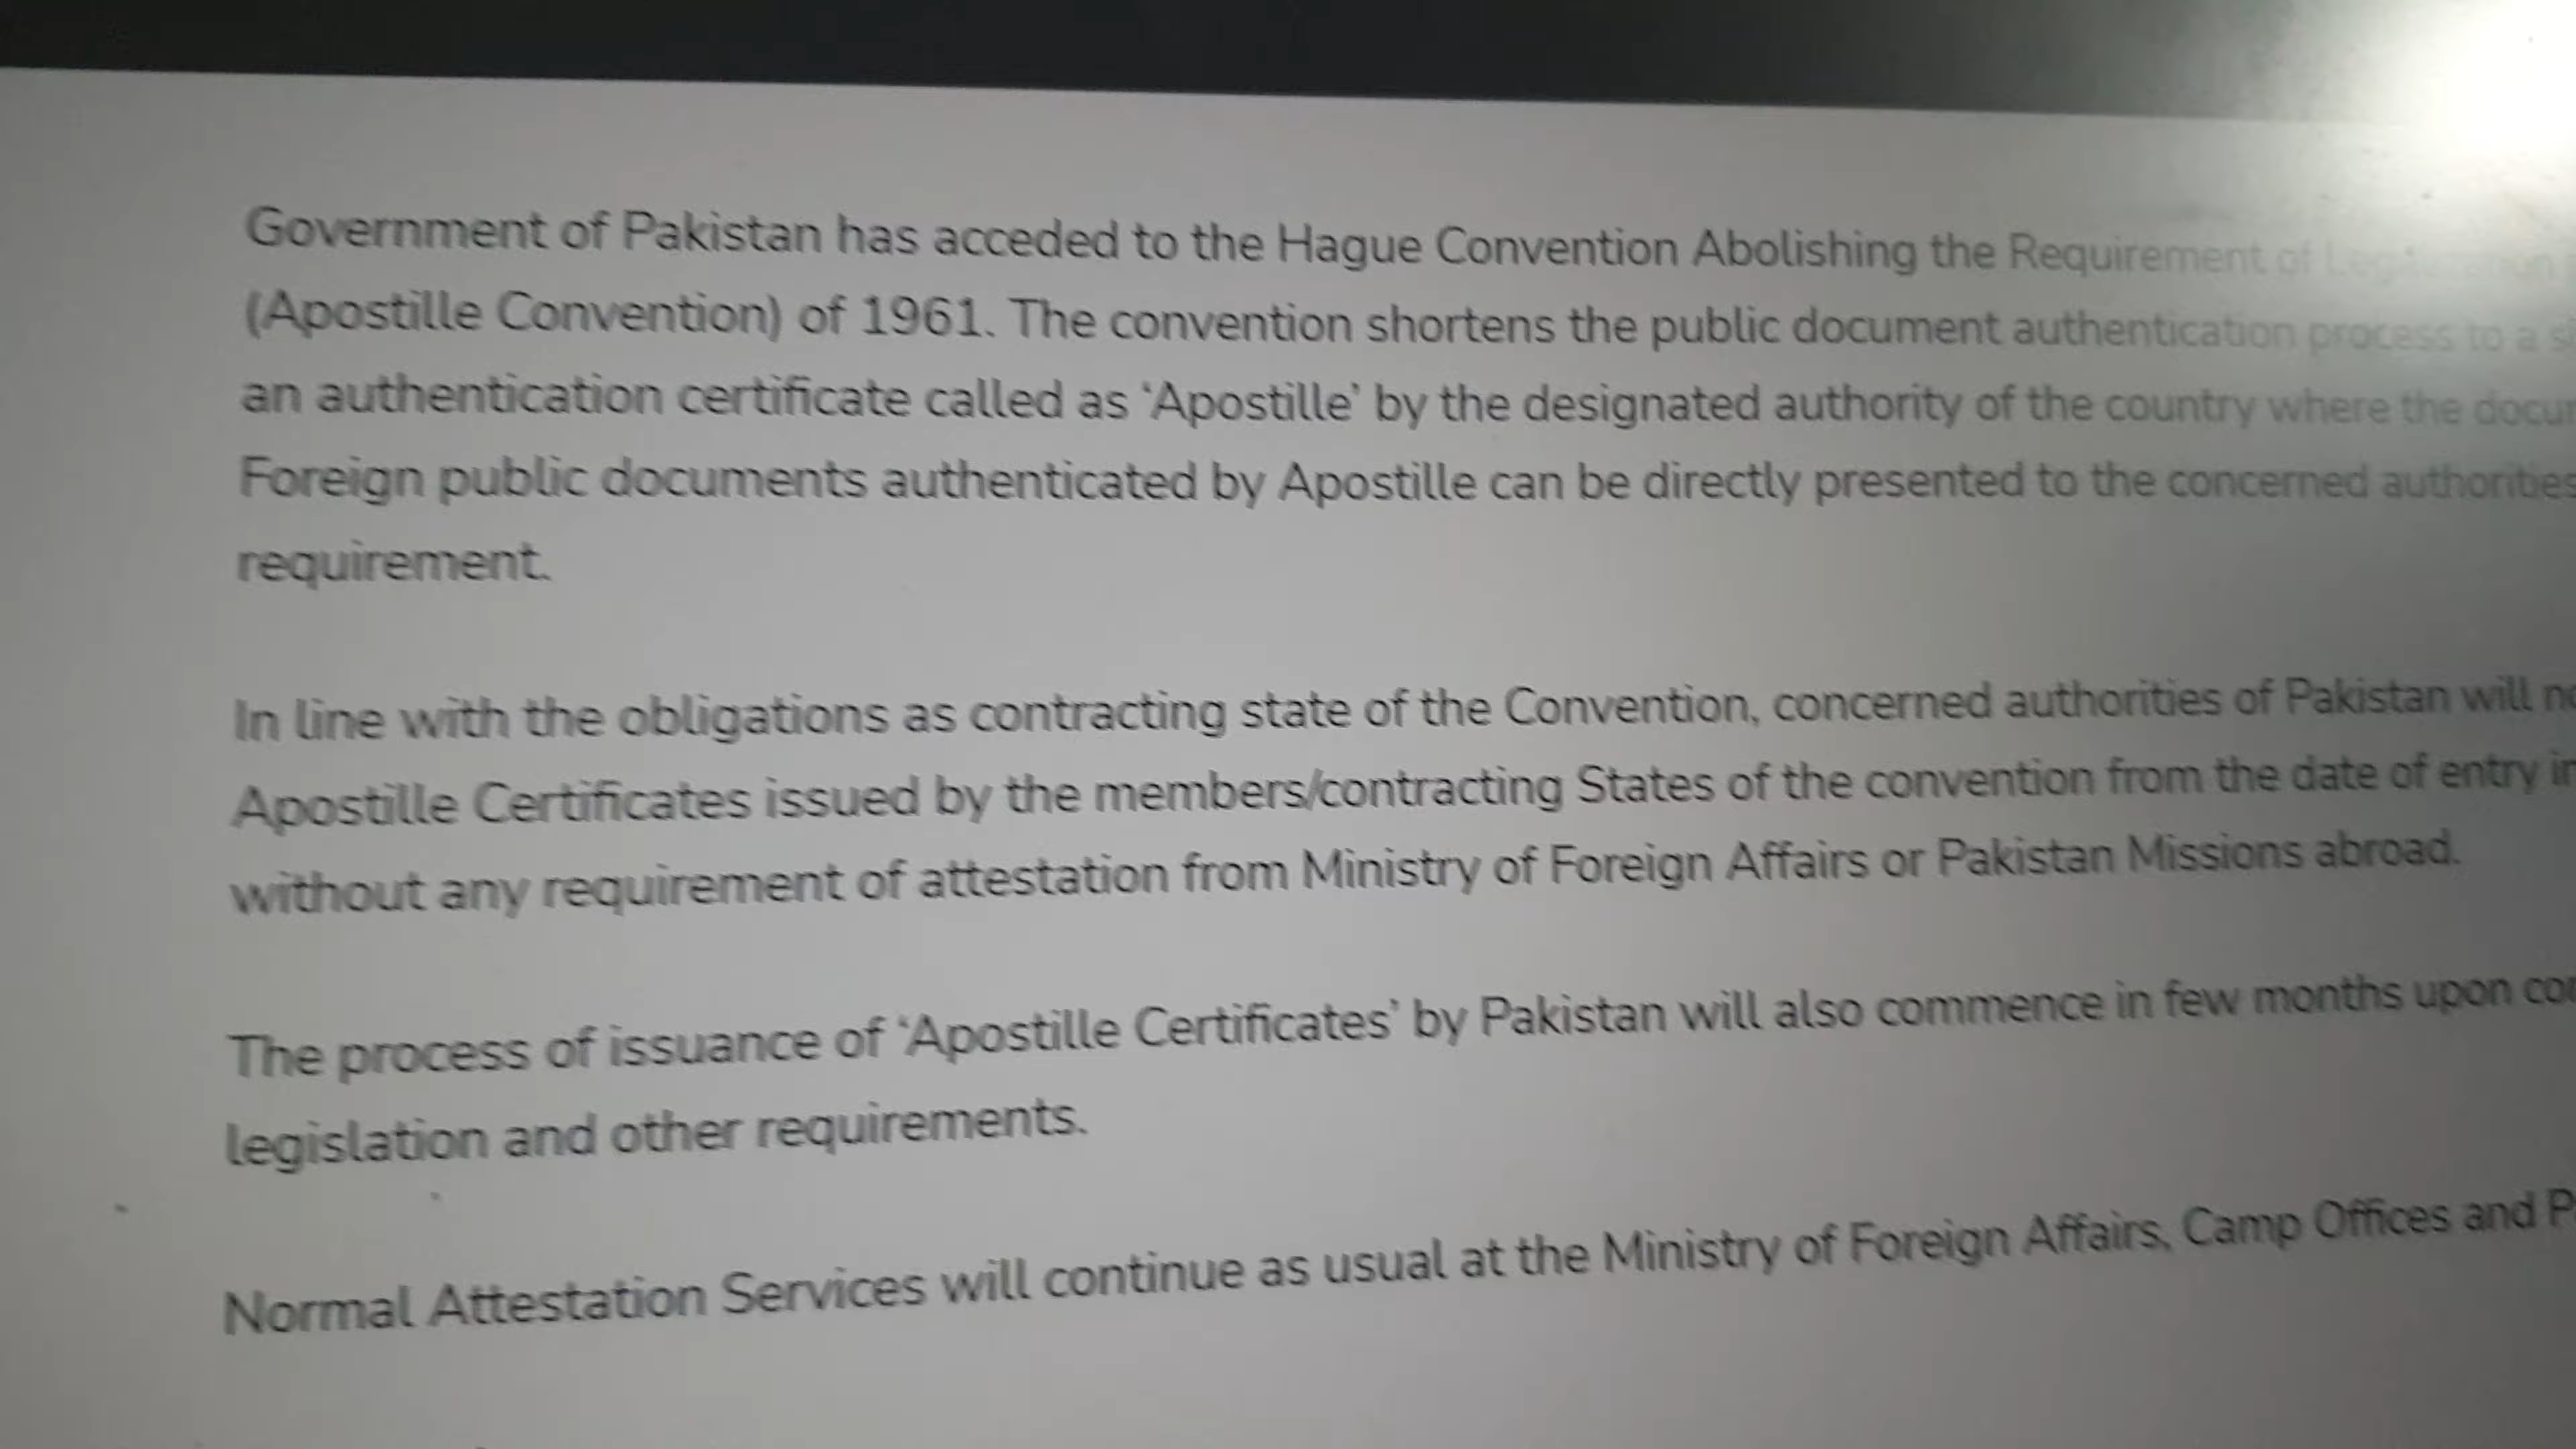 Government of Pakistan has acceded to the Hague Convention Abolishing the Requirement of
(Apostille Convention) of 1961. The convention shortens the public document authentication process to a
an authentication certificate called as ‘Apostille’ by the designated authority of the country where the
Foreign public documents authenticated by Apostille can be directly presented to the concerned authorities
requirement.
In line with the obligations as contracting state of the Convention, concerned authorities of Pakistan will
Apostille Certificates issued by the members/contracting States of the convention from the date of entry
without any requirement of attestation from Ministry of Foreign Affairs or Pakistan Missions abroad.
The process of issuance of ‘Apostille Certificates’ by Pakistan will also commence in few months upon
legislation and other requirements.
Normal Attestation Services will continue as usual at the Ministry of Foreign Affairs, Camp Offices and